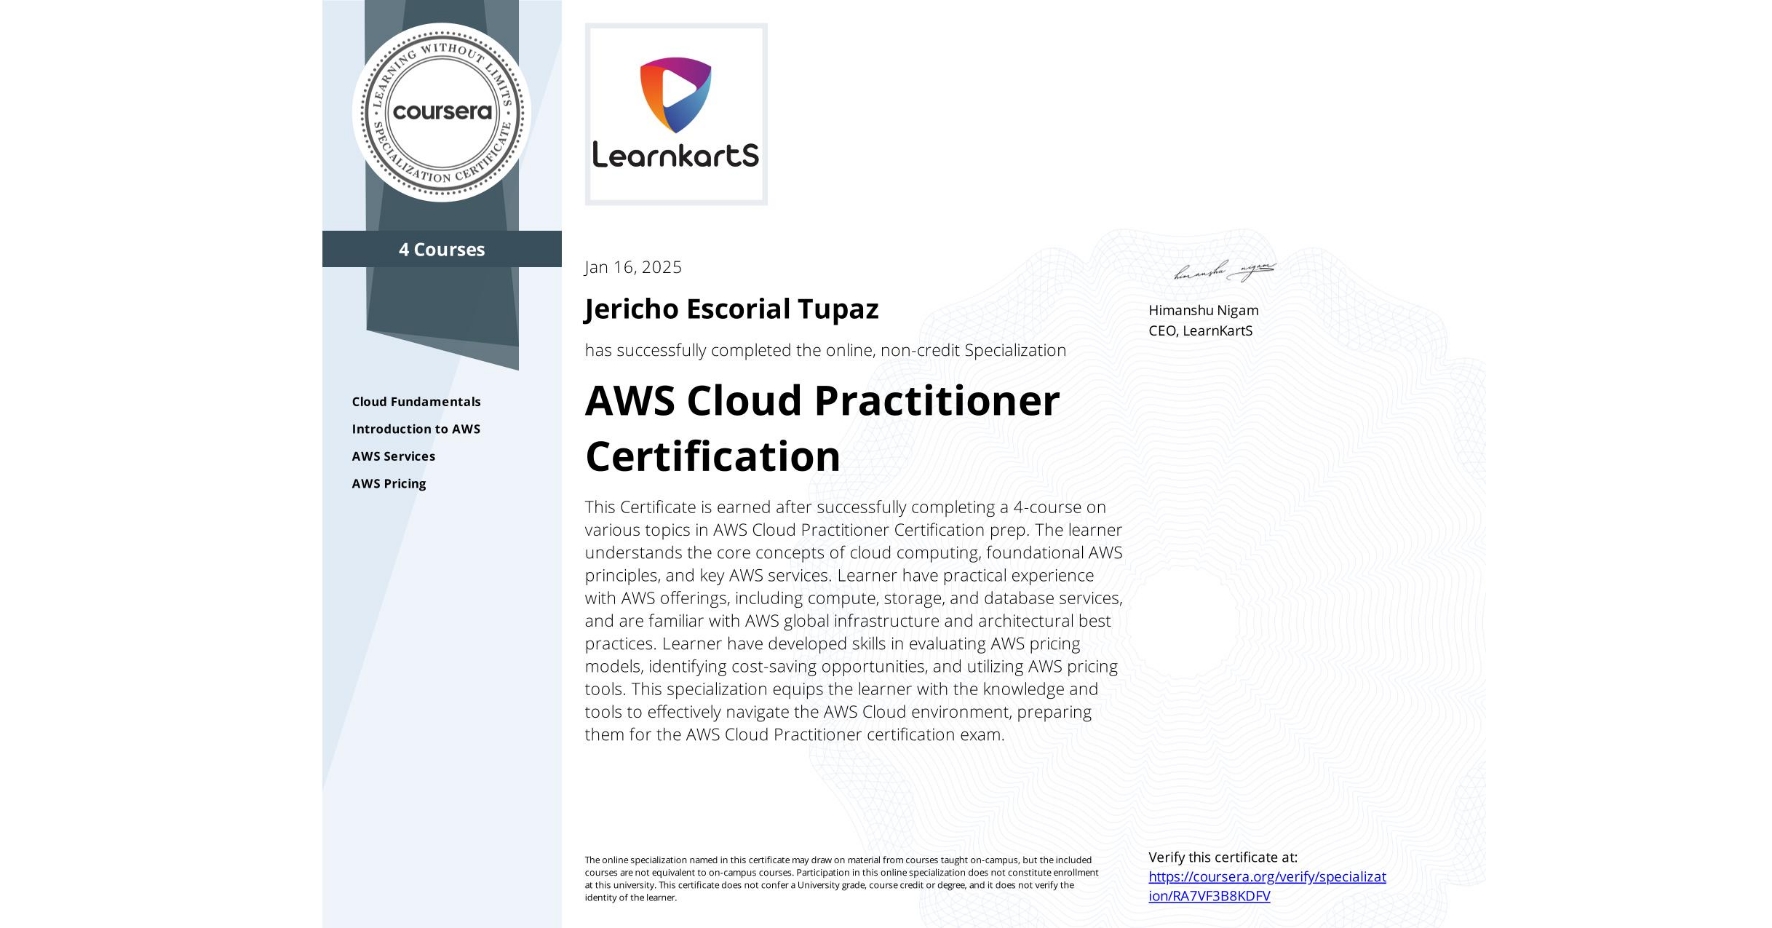 LEARNING WITHOUT LIMITS
coursera
SPECIALIZATION CERTIFICATE
4 Courses
Cloud Fundamentals
Introduction to AWS
AWS Services
AWS Pricing
LearnkartS
Jan 16, 2025
Jericho Escorial Tupaz
has successfully completed the online, non-credit Specialization
AWS Cloud Practitioner
Certification
This Certificate is earned after successfully completing a 4-course on
various topics in AWS Cloud Practitioner Certification prep. The learner
understands the core concepts of cloud computing, foundational AWS
principles, and key AWS services. Learner have practical experience
with AWS offerings, including compute, storage, and database services,
and are familiar with AWS global infrastructure and architectural best
practices. Learner have developed skills in evaluating AWS pricing
models, identifying cost-saving opportunities, and utilizing AWS pricing
tools. This specialization equips the learner with the knowledge and
tools to effectively navigate the AWS Cloud environment, preparing
them for the AWS Cloud Practitioner certification exam.
himanshu nigam
Himanshu Nigam
CEO, LearnKartS
The online specialization named in this certificate may draw on material from courses taught on-campus, but the included
courses are not equivalent to on-campus courses. Participation in this online specialization does not constitute enrollment
at this university. This certificate does not confer a University grade, course credit or degree, and it does not verify the
identity of the learner.
Verify this certificate at:
https://coursera.org/verify/specializat
ion/RA7VF3B8KDFV